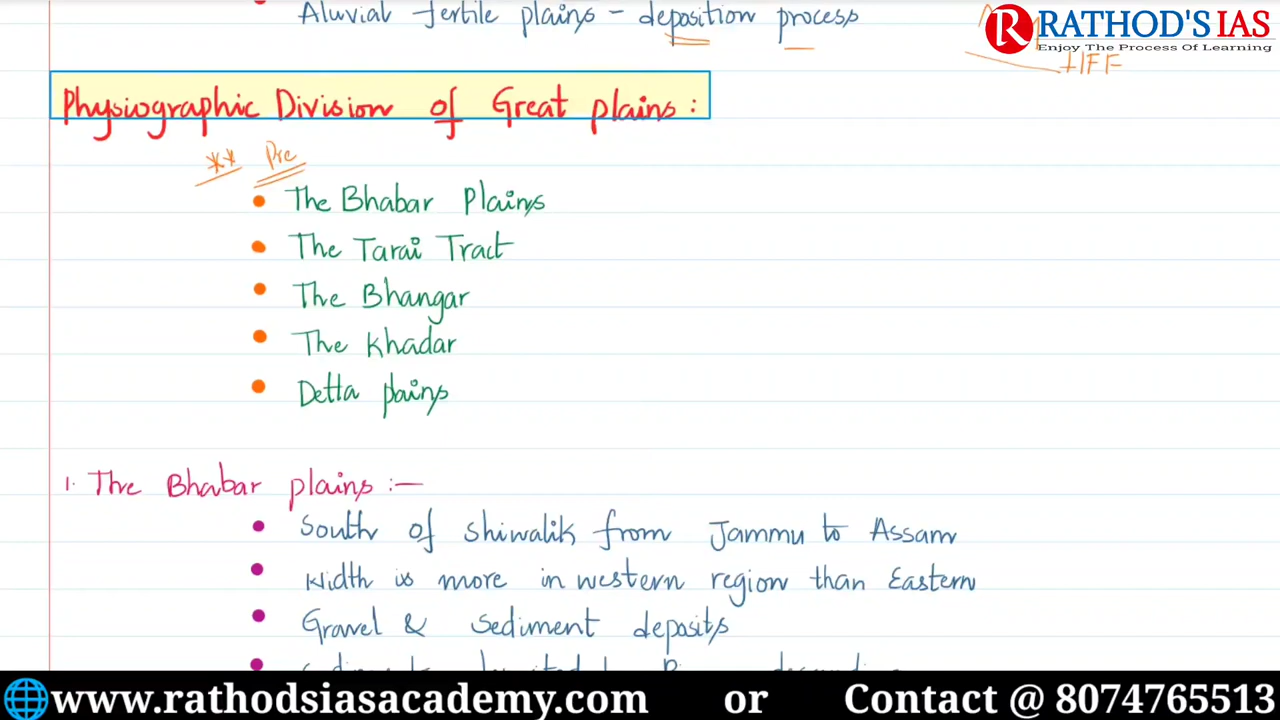 Aluvial fertile plains - deposition process
RATHOD'S IAS
Enjoy The Process Of Learning
Physiographic Division of Great plains :
** Pre
• The Bhabar Plains
• The Tarai Tract
• The Bhangar
• The Khadar
• Detta plains
1. The Bhabar plains :-
• South of Shiwalik from Jammu to Assam
• Width is more in western region than Eastern
• Gravel & sediment deposits
www.rathodsiasacademy.com or Contact @ 8074765513